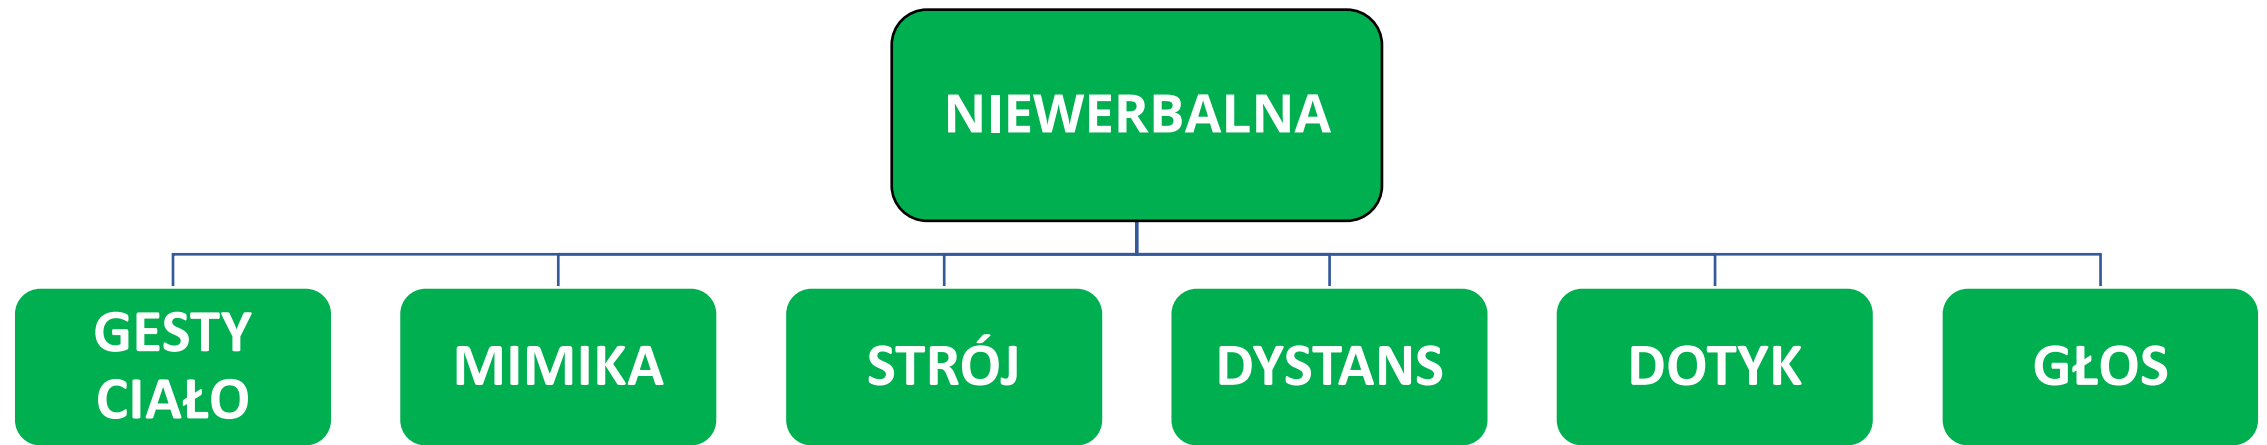 NIEWERBALNA
GESTY
CIAŁO
MIMIKA
STRÓJ
DYSTANS
DOTYK
GŁOS